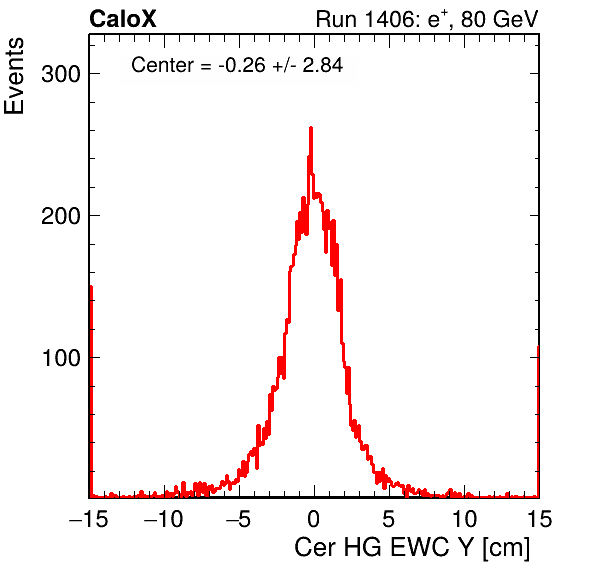 CaloX
Run 1406: e+, 80 GeV
Center = -0.26 +/- 2.84
Events
300
200
100
−15 −10 −5 0 5 10 15
Cer HG EWC Y [cm]